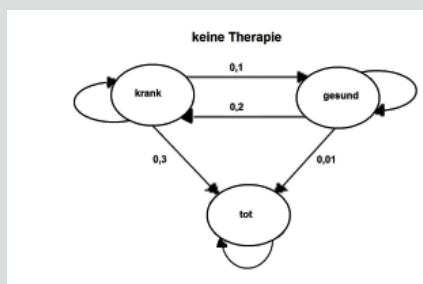 keine Therapie
0,1
krank
gesund
0,2
0,3
0,01
tot